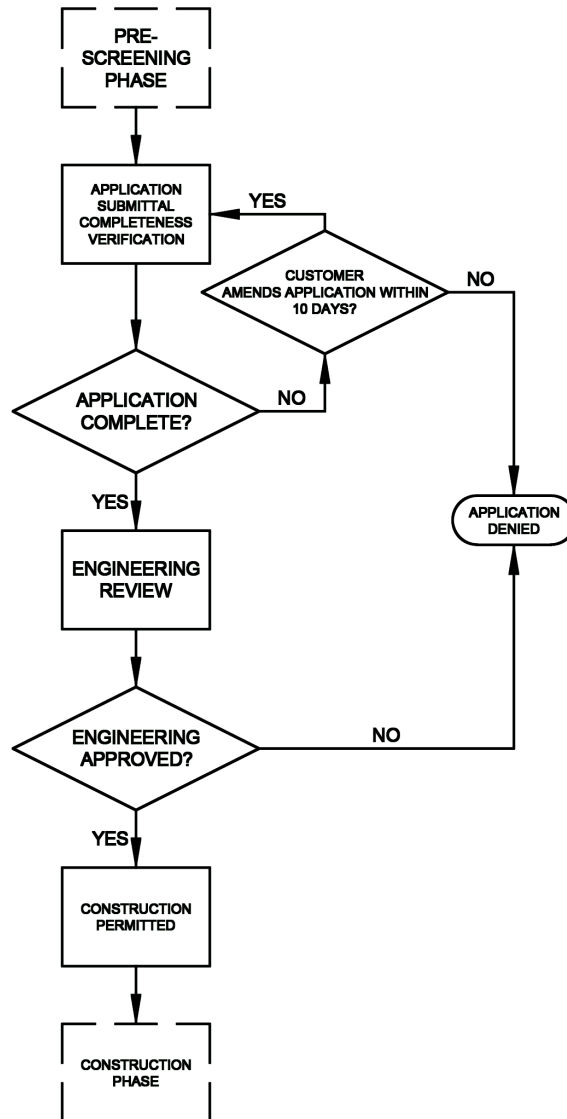 PRE-
SCREENING
PHASE
APPLICATION
SUBMITTAL
COMPLETENESS
VERIFICATION
YES
CUSTOMER
AMENDS APPLICATION WITHIN
10 DAYS?
NO
APPLICATION
COMPLETE?
NO
YES
APPLICATION
DENIED
ENGINEERING
REVIEW
ENGINEERING
APPROVED?
NO
YES
CONSTRUCTION
PERMITTED
CONSTRUCTION
PHASE